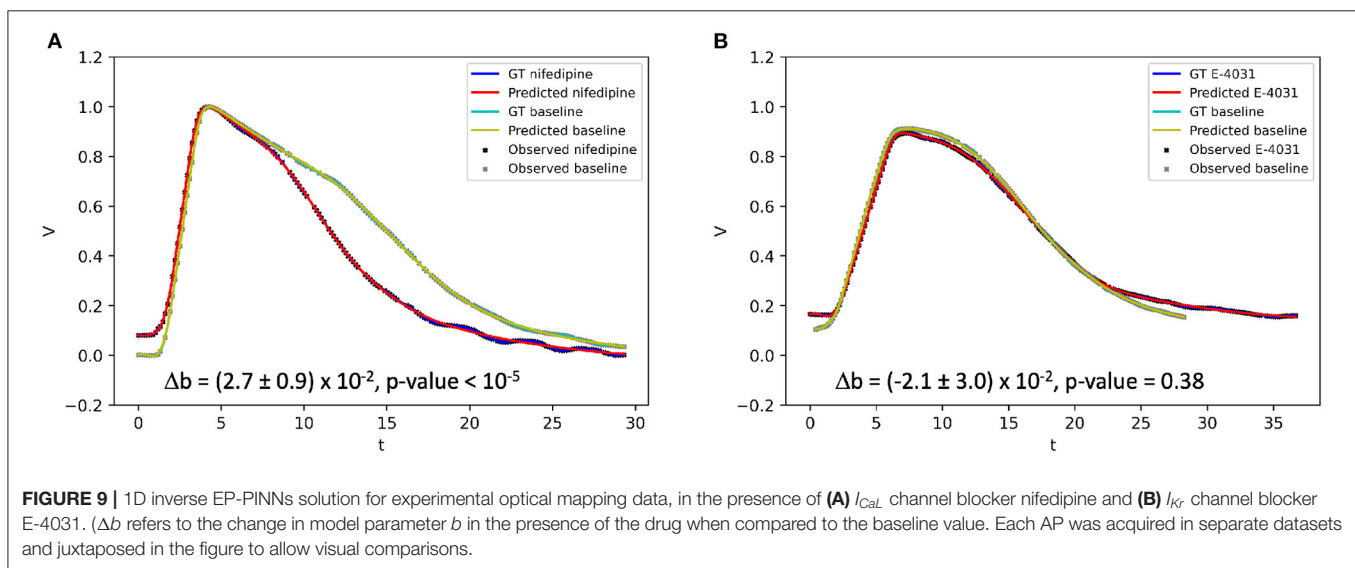 A
1.2
1.0
0.8
0.6
0.4
0.2
0.0
−0.2
V
GT nifedipine
Predicted nifedipine
GT baseline
Predicted baseline
Observed nifedipine
Observed baseline
Δb = (2.7 ± 0.9) x 10⁻², p-value < 10⁻⁵
0 5 10 15 20 25 30
t
B
1.2
1.0
0.8
0.6
0.4
0.2
0.0
−0.2
V
GT E-4031
Predicted E-4031
GT baseline
Predicted baseline
Observed E-4031
Observed baseline
Δb = (-2.1 ± 3.0) x 10⁻², p-value = 0.38
0 5 10 15 20 25 30 35
t
FIGURE 9 | 1D inverse EP-PINNs solution for experimental optical mapping data, in the presence of (A) I_CaL channel blocker nifedipine and (B) I_Kr channel blocker
E-4031. (Δb refers to the change in model parameter b in the presence of the drug when compared to the baseline value. Each AP was acquired in separate datasets
and juxtaposed in the figure to allow visual comparisons.